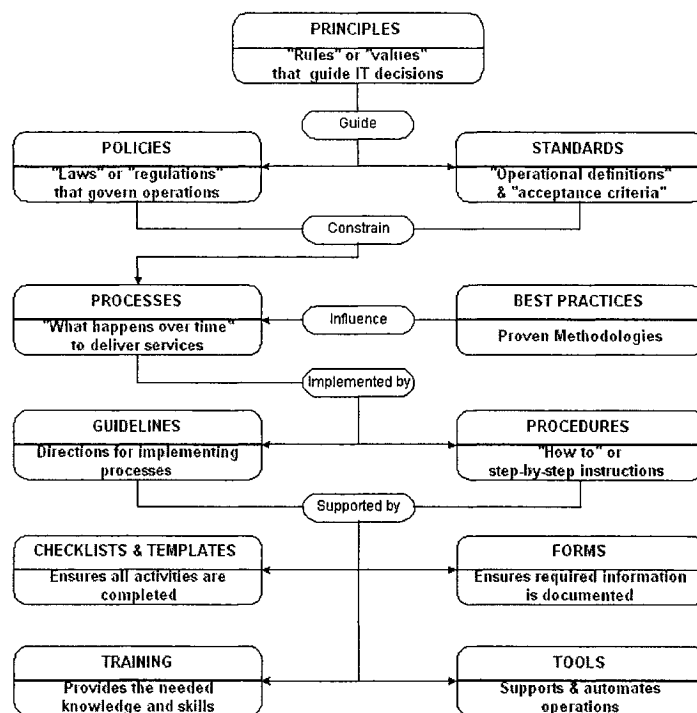 PRINCIPLES
"Rules" or "values"
that guide IT decisions
Guide
POLICIES
"Laws" or "regulations"
that govern operations
STANDARDS
"Operational definitions"
& "acceptance criteria"
Constrain
PROCESSES
"What happens over time"
to deliver services
Influence
BEST PRACTICES
Proven Methodologies
Implemented by
GUIDELINES
Directions for implementing
processes
PROCEDURES
"How to" or
step-by-step instructions
Supported by
CHECKLISTS & TEMPLATES
Ensures all activities are
completed
FORMS
Ensures required information
is documented
TRAINING
Provides the needed
knowledge and skills
TOOLS
Supports & automates
operations